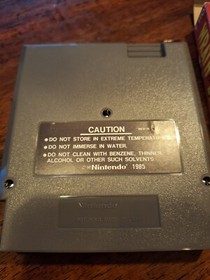 CAUTION
● DO NOT STORE IN EXTREME TEMPERATURES.
● DO NOT IMMERSE IN WATER.
● DO NOT CLEAN WITH BENZENE, THINNER,
ALCOHOL OR OTHER SUCH SOLVENTS.
©Nintendo 1985